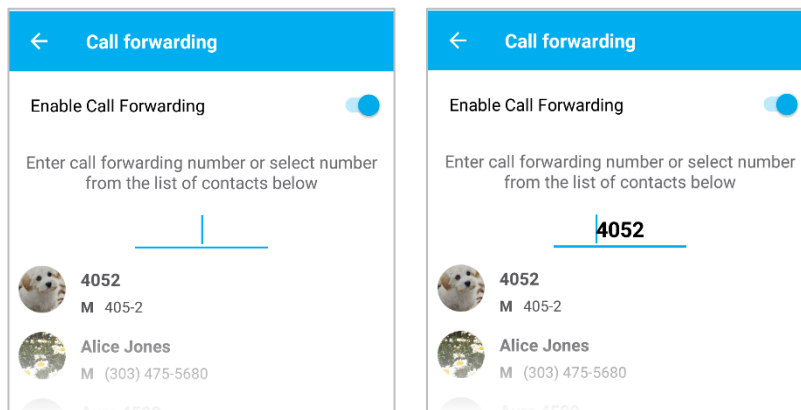 Call forwarding
Enable Call Forwarding
Enter call forwarding number or select number
from the list of contacts below
4052
M 405-2
Alice Jones
M (303) 475-5680
Call forwarding
Enable Call Forwarding
Enter call forwarding number or select number
from the list of contacts below
4052
4052
M 405-2
Alice Jones
M (303) 475-5680